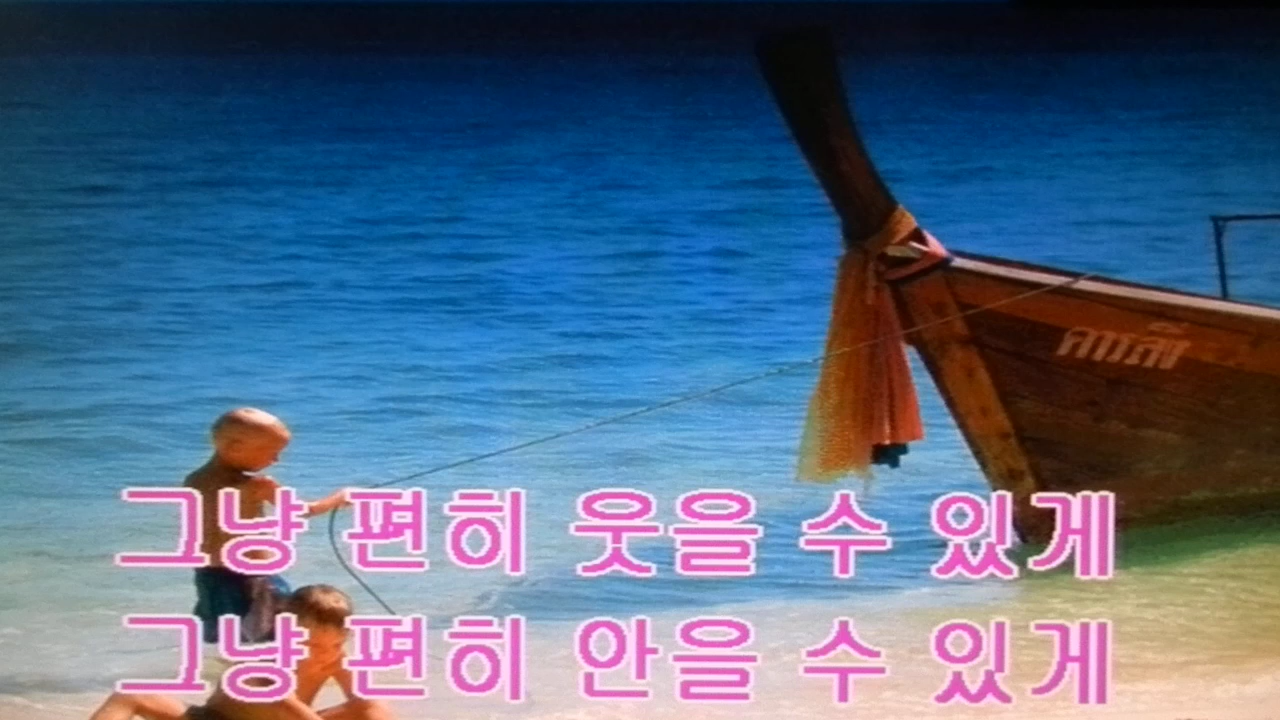 그냥 편히 웃을 수 있게
그냥 편히 안을 수 있게